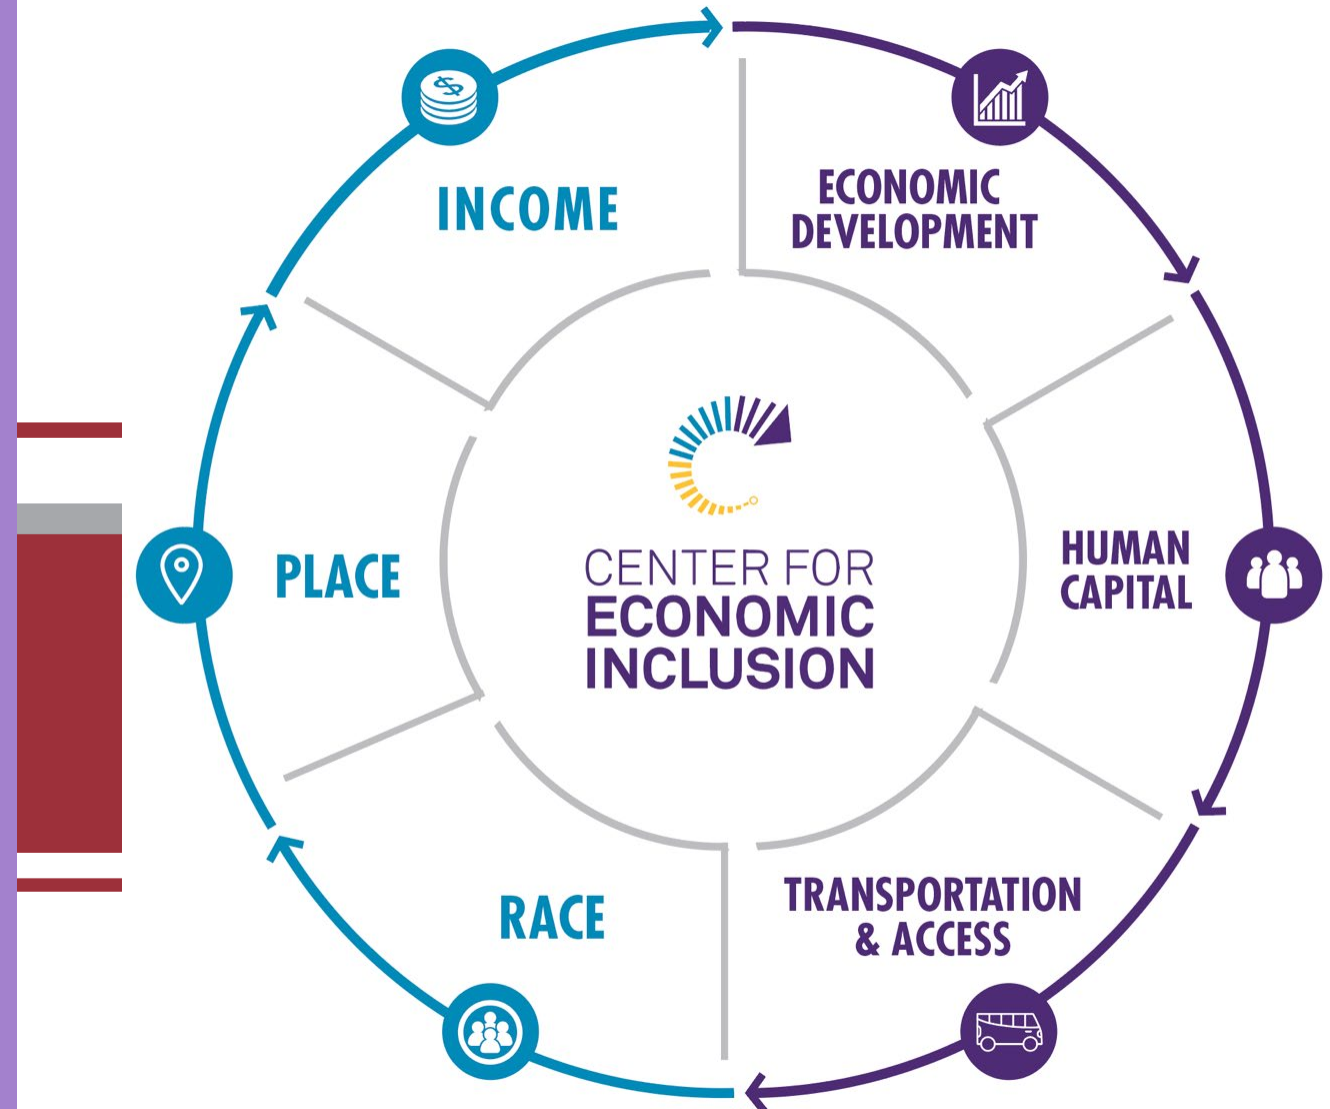 INCOME
ECONOMIC
DEVELOPMENT
PLACE
CENTER FOR
ECONOMIC
INCLUSION
HUMAN
CAPITAL
RACE
TRANSPORTATION
& ACCESS